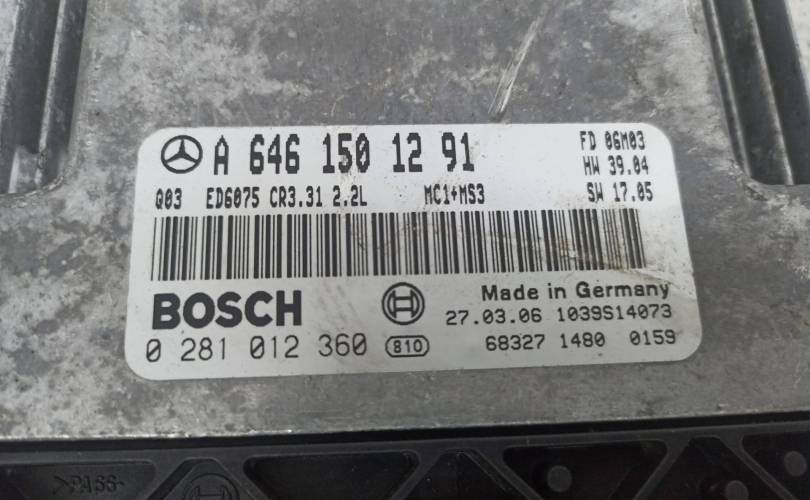 A 646 150 12 91
FD 06M03
HW 39.04
Q03 ED6075 CR3.31 2.2L MC1+MS3 SW 17.05
BOSCH
Made in Germany
27.03.06 1039S14073
0 281 012 360 810
68327 1480 0159
>PASS-